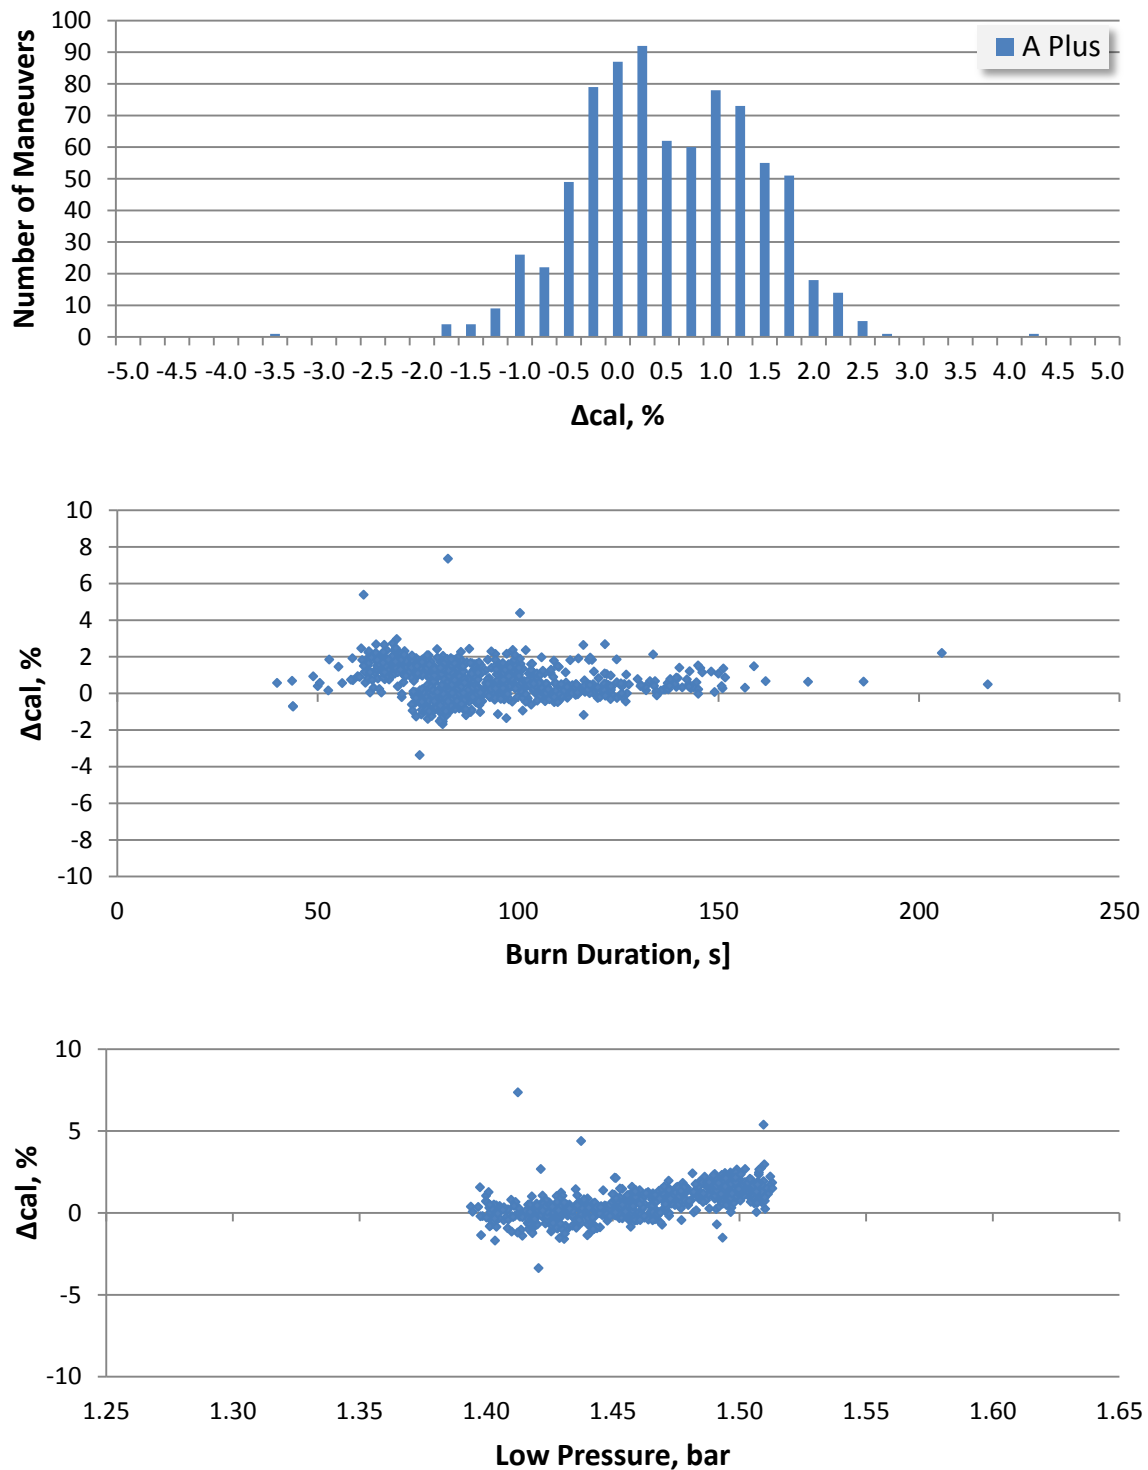 100
90
80
70
60
50
40
30
20
10
0
Number of Maneuvers
A Plus
-5.0 -4.5 -4.0 -3.5 -3.0 -2.5 -2.0 -1.5 -1.0 -0.5 0.0 0.5 1.0 1.5 2.0 2.5 3.0 3.5 4.0 4.5 5.0
Δcal, %
10
8
6
4
2
0
-2
-4
-6
-8
-10
Δcal, %
0 50 100 150 200 250
Burn Duration, s]
10
5
0
-5
-10
Δcal, %
1.25 1.30 1.35 1.40 1.45 1.50 1.55 1.60 1.65
Low Pressure, bar